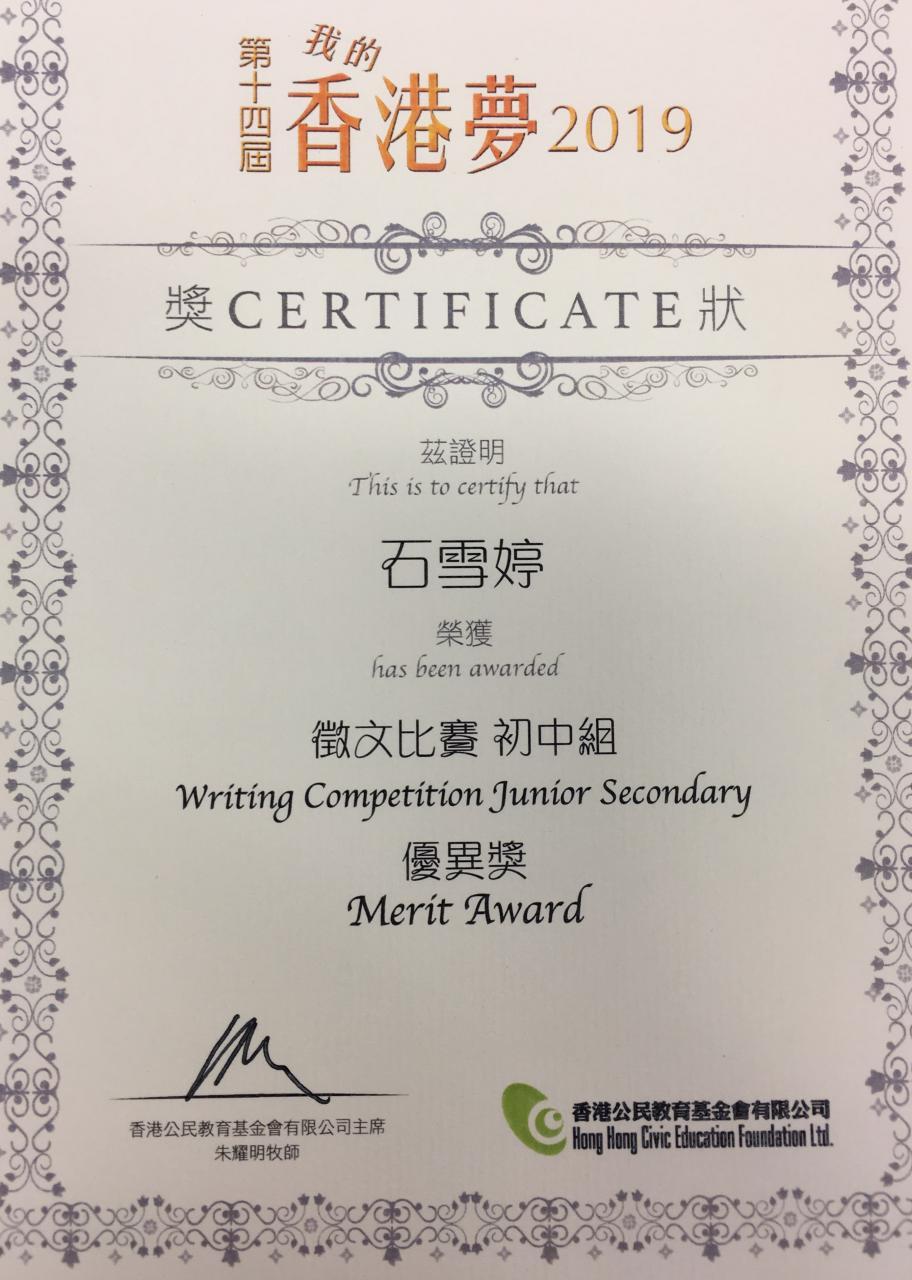 第十四屆
我的
香港夢2019
獎CERTIFICATE狀
茲證明
This is to certify that
石雪婷
榮獲
has been awarded
徵文比賽 初中組
Writing Competition Junior Secondary
優異獎
Merit Award
香港公民教育基金會有限公司主席
朱耀明牧師
香港公民教育基金會有限公司
Hong Hong Civic Education Foundation Ltd.